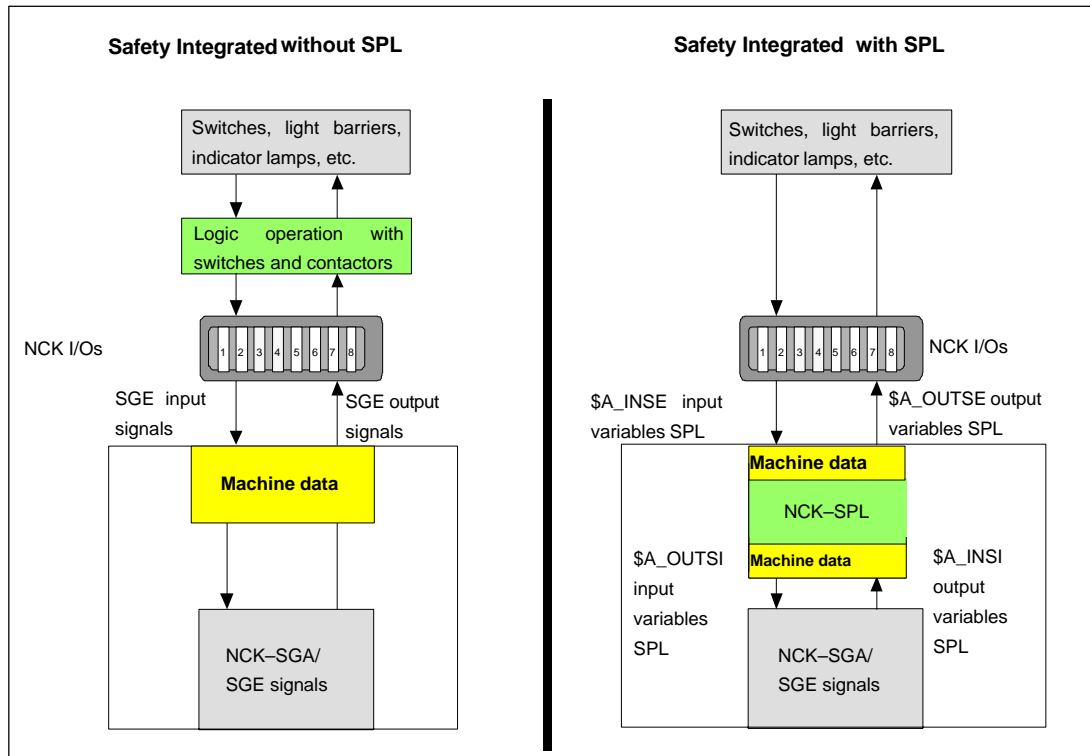 Safety Integrated without SPL
Switches, light barriers,
indicator lamps, etc.
Logic operation with
switches and contactors
NCK I/Os
1 2 3 4 5 6 7 8
SGE input
signals
SGE output
signals
Machine data
NCK–SGA/
SGE signals
Safety Integrated with SPL
Switches, light barriers,
indicator lamps, etc.
1 2 3 4 5 6 7 8
NCK I/Os
$A_INSE input
variables SPL
$A_OUTSE output
variables SPL
Machine data
NCK–SPL
Machine data
$A_OUTSI
input
variables
SPL
$A_INSI
output
variables
SPL
NCK–SGA/
SGE signals